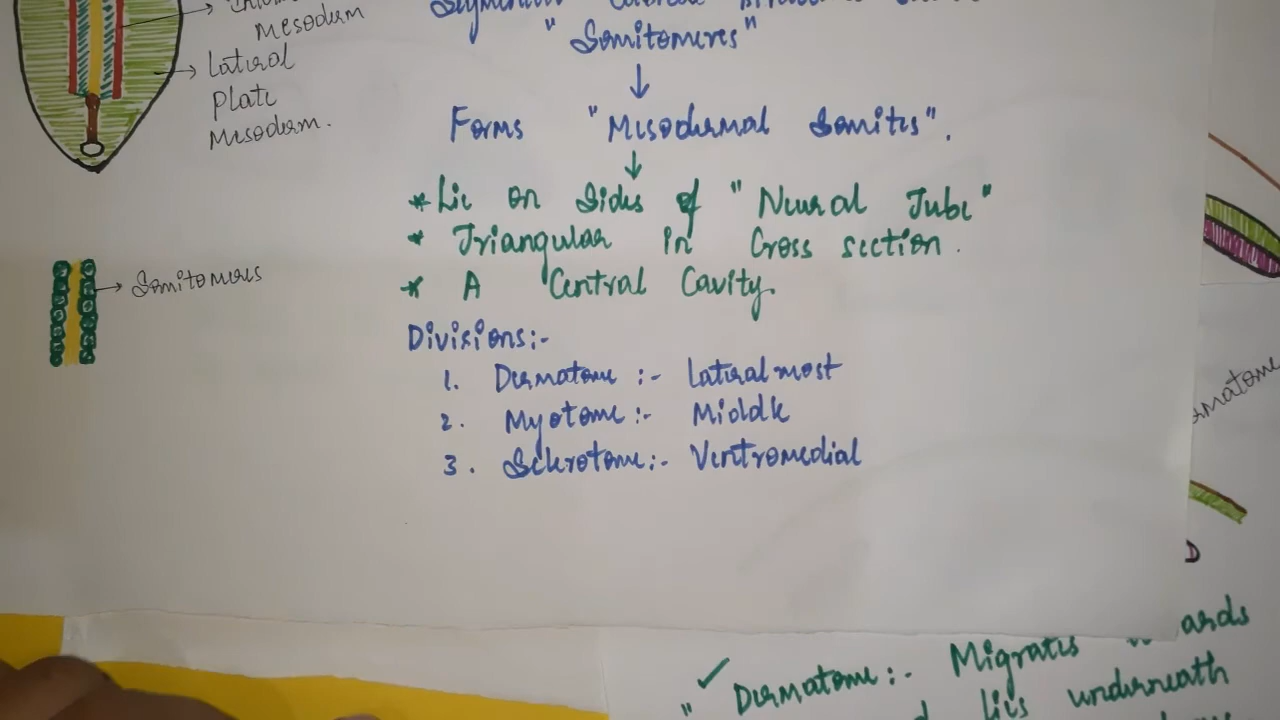 Mesoderm
Lateral
Plate
Mesoderm.
"Somitomeres"
Forms "Mesodermal Somites".
* Lie on Sides of "Neural Tube"
* Triangular in Cross section.
* A Central Cavity.
Somitomeres
Divisions:-
1. Dermatome :- Lateral most
2. Myotome :- Middle
3. Sclerotome:- Ventromedial
" Dermatome:- Migrates
lies underneath